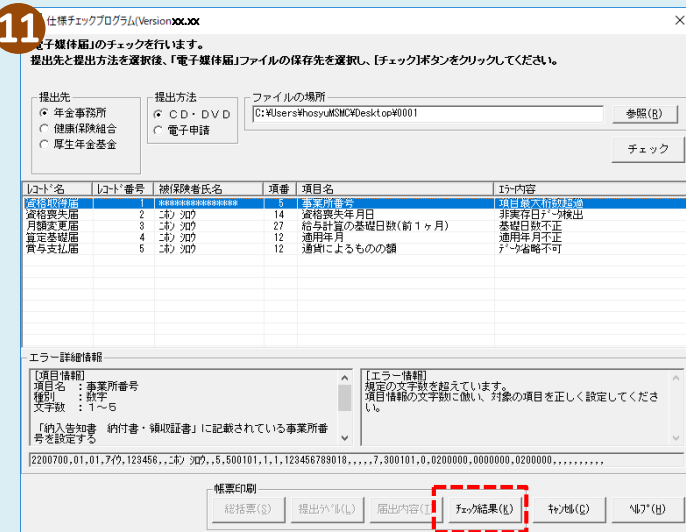 11
仕様チェックプログラム(Versionxx.xx
電子媒体届」のチェックを行います。
提出先と提出方法を選択後、「電子媒体届」ファイルの保存先を選択し、[チェック]ボタンをクリックしてください。
提出先
年金事務所
健康保険組合
厚生年金基金
提出方法
CD・DVD
電子申請
ファイルの場所
C:¥Users¥hosyuMSMC¥Desktop¥0001
参照(R)
チェック
ﾚｺｰﾄﾞ名 ﾚｺｰﾄﾞ番号 被保険者氏名 項番 項目名 ｴﾗｰ内容
資格取得届 1 *************** 5 事業所番号 項目最大桁数超過
資格喪失届 2 ﾆﾎﾝ ｼﾞﾛｳ 14 資格喪失年月日 非実存日ﾃﾞｰﾀ検出
月額変更届 3 ﾆﾎﾝ ｼﾞﾛｳ 27 給与計算の基礎日数(前1ヶ月) 基礎日数不正
算定基礎届 4 ﾆﾎﾝ ｼﾞﾛｳ 12 適用年月 適用年月不正
賞与支払届 5 ﾆﾎﾝ ｼﾞﾛｳ 12 通貨によるものの額 ﾃﾞｰﾀ省略不可
エラー詳細情報
[項目情報]
項目名 :事業所番号
種別 :数字
文字数 :1～5
「納入告知書 納付書・領収証書」に記載されている事業所番
号を設定する
[エラー情報]
規定の文字数を超えています。
項目情報の文字数に倣い、対象の項目を正しく設定してくださ
い。
2200700,01,01,ｱｲｳ,123456,,ﾆﾎﾝ ｼﾞﾛｳ,,5,500101,1,1,123456789018,,,,,7,300101,0,0200000,0000000,0200000,,,,,,,,,,
帳票印刷
総括票(S)
提出ﾗﾍﾞﾙ(L)
届出内容(T
ﾁｪｯｸ結果(K)
ｷｬﾝｾﾙ(C)
ﾍﾙﾌﾟ(H)